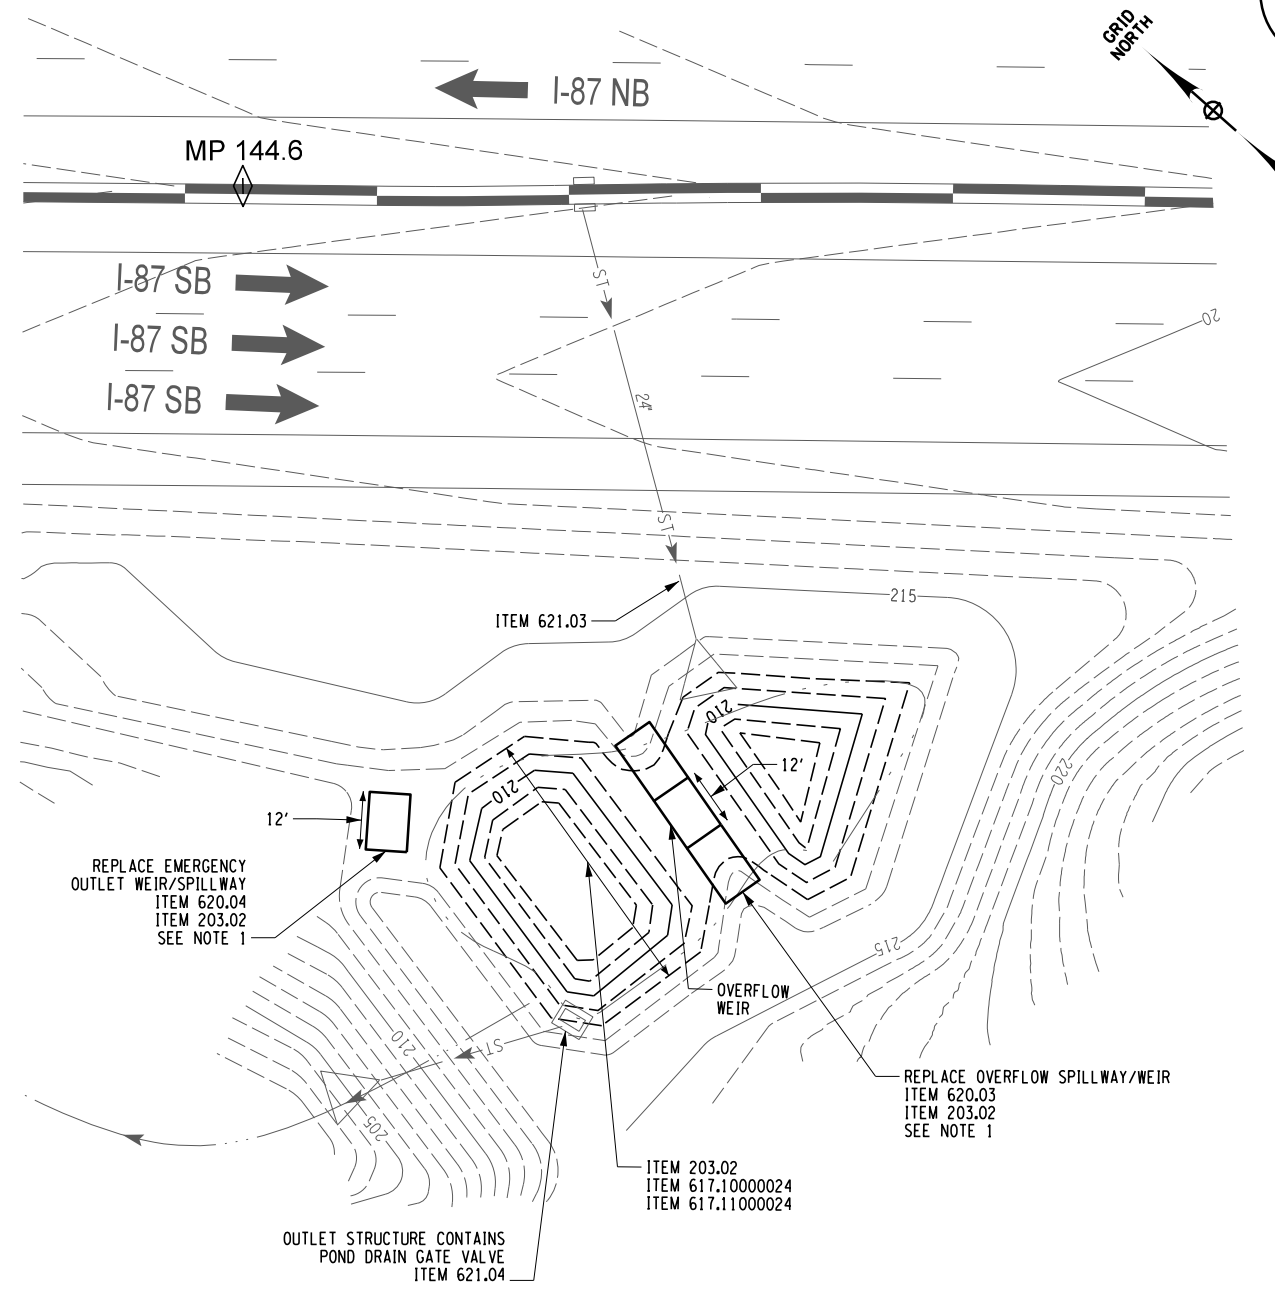 GRID
NORTH
I-87 NB
MP 144.6
I-87 SB
ST
20
I-87 SB
I-87 SB
24"
ST
215
ITEM 621.03
210
12'
220
210
12'
REPLACE EMERGENCY
OUTLET WEIR/SPILLWAY
ITEM 620.04
ITEM 203.02
SEE NOTE 1
215
OVERFLOW
WEIR
210
ST
REPLACE OVERFLOW SPILLWAY/WEIR
ITEM 620.03
ITEM 203.02
SEE NOTE 1
205
ITEM 203.02
ITEM 617.10000024
ITEM 617.11000024
OUTLET STRUCTURE CONTAINS
POND DRAIN GATE VALVE
ITEM 621.04